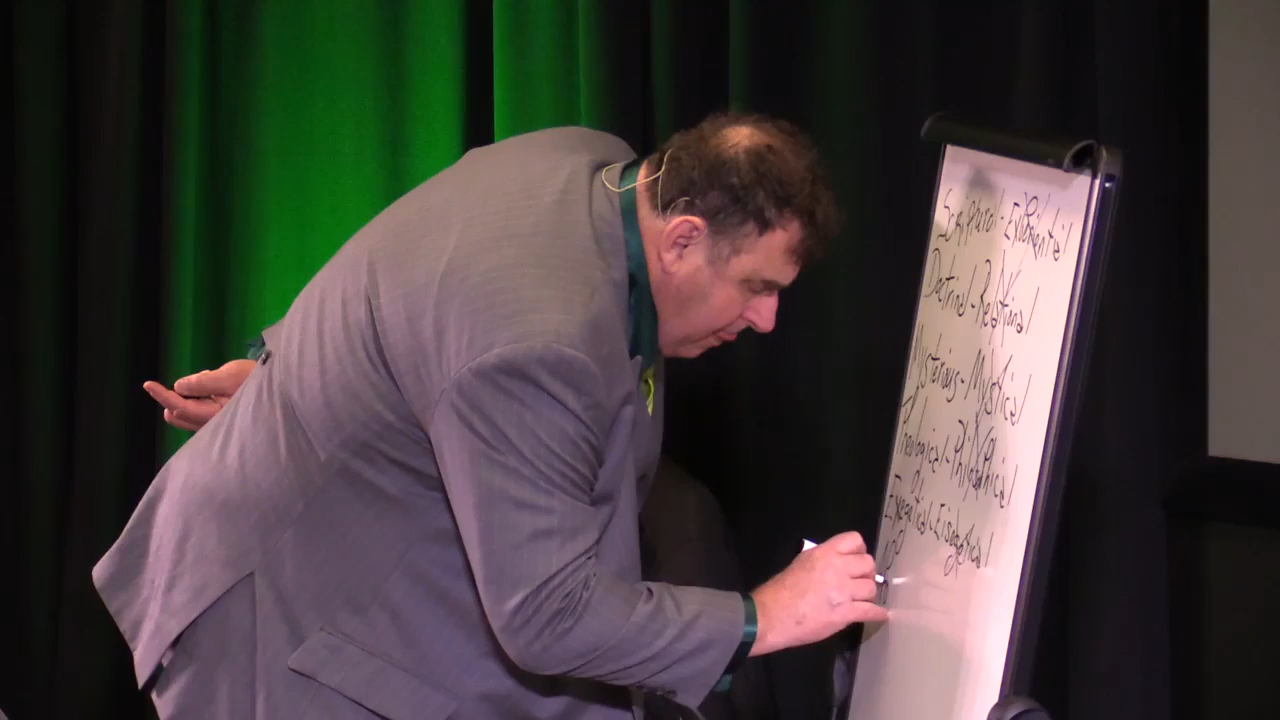 Scriptural-Experiential
Doctrinal-Relational
Mysterious-Mystical
Theological-Philosophical
Exegetical-Eisegetical